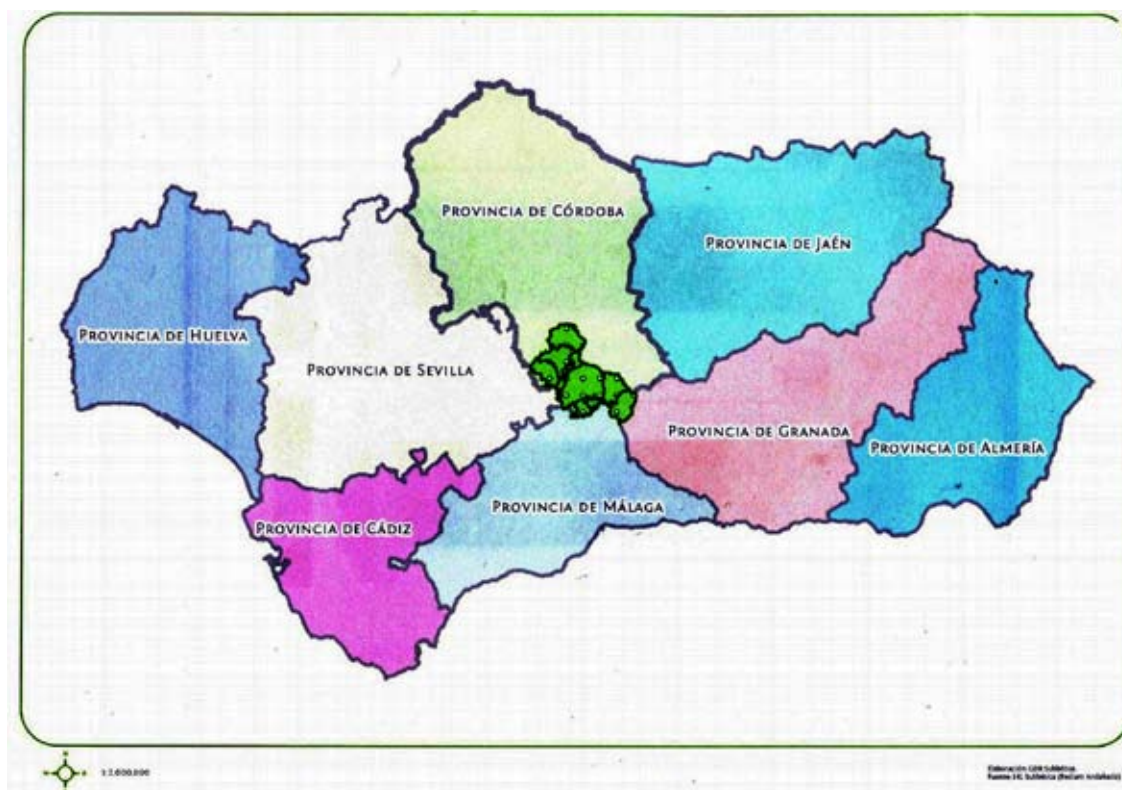 Provincia de Córdoba
Provincia de Jaén
Provincia de Huelva
Provincia de Sevilla
Provincia de Granada
Provincia de Almería
Provincia de Málaga
Provincia de Cádiz